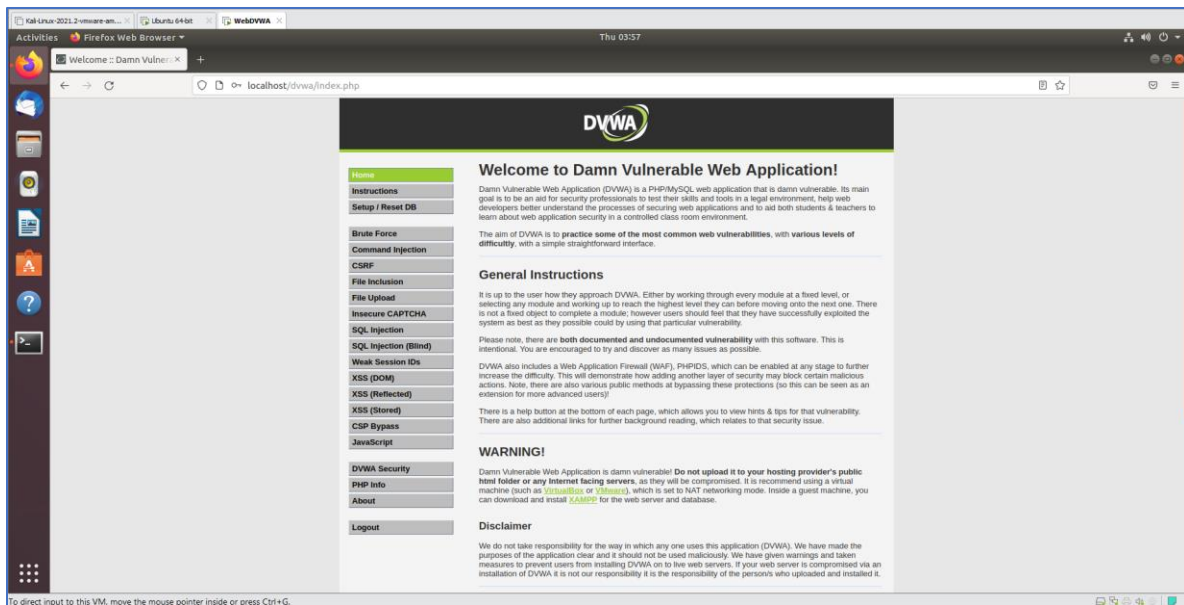 Kali-Linux-2021.2-vmware-am...
Ubuntu 64-bit
WebDVWA
Activities
Firefox Web Browser
Thu 03:57
Welcome :: Damn Vulnera
localhost/dvwa/index.php
DVWA
Home
Instructions
Setup / Reset DB
Brute Force
Command Injection
CSRF
File Inclusion
File Upload
Insecure CAPTCHA
SQL Injection
SQL Injection (Blind)
Weak Session IDs
XSS (DOM)
XSS (Reflected)
XSS (Stored)
CSP Bypass
JavaScript
DVWA Security
PHP Info
About
Logout
Welcome to Damn Vulnerable Web Application!
Damn Vulnerable Web Application (DVWA) is a PHP/MySQL web application that is damn vulnerable. Its main
goal is to be an aid for security professionals to test their skills and tools in a legal environment, help web
developers better understand the processes of securing web applications and to aid both students & teachers to
learn about web application security in a controlled class room environment.
The aim of DVWA is to practice some of the most common web vulnerabilities, with various levels of
difficultly, with a simple straightforward interface.
General Instructions
It is up to the user how they approach DVWA. Either by working through every module at a fixed level, or
selecting any module and working up to reach the highest level they can before moving onto the next one. There
is not a fixed object to complete a module; however users should feel that they have successfully exploited the
system as best as they possible could by using that particular vulnerability.
Please note, there are both documented and undocumented vulnerability with this software. This is
intentional. You are encouraged to try and discover as many issues as possible.
DVWA also includes a Web Application Firewall (WAF), PHPIDS, which can be enabled at any stage to further
increase the difficulty. This will demonstrate how adding another layer of security may block certain malicious
actions. Note, there are also various public methods at bypassing these protections (so this can be seen as an
extension for more advanced users)!
There is a help button at the bottom of each page, which allows you to view hints & tips for that vulnerability.
There are also additional links for further background reading, which relates to that security issue.
WARNING!
Damn Vulnerable Web Application is damn vulnerable! Do not upload it to your hosting provider's public
html folder or any Internet facing servers, as they will be compromised. It is recommend using a virtual
machine (such as VirtualBox or VMware), which is set to NAT networking mode. Inside a guest machine, you
can download and install XAMPP for the web server and database.
Disclaimer
We do not take responsibility for the way in which any one uses this application (DVWA). We have made the
purposes of the application clear and it should not be used maliciously. We have given warnings and taken
measures to prevent users from installing DVWA on to live web servers. If your web server is compromised via an
installation of DVWA it is not our responsibility it is the responsibility of the person/s who uploaded and installed it.
To direct input to this VM, move the mouse pointer inside or press Ctrl+G.